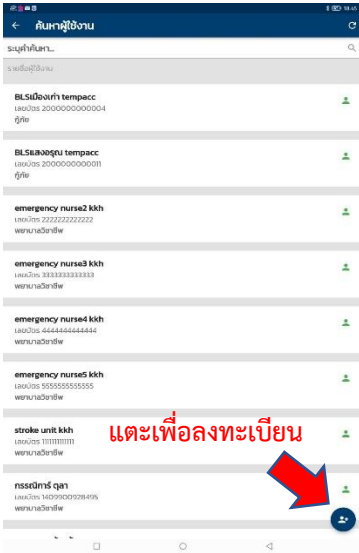 10:45
ค้นหาผู้ใช้งาน
ระบุคำค้นหา...
รายชื่อผู้ใช้งาน
BLSเมืองเก่า tempacc
เลขบัตร 2000000000004
กู้ภัย
BLSแสงอรุณ tempacc
เลขบัตร 2000000000011
กู้ภัย
emergency nurse2 kkh
เลขบัตร 2222222222222
พยาบาลวิชาชีพ
emergency nurse3 kkh
เลขบัตร 3333333333333
พยาบาลวิชาชีพ
emergency nurse4 kkh
เลขบัตร 4444444444444
พยาบาลวิชาชีพ
emergency nurse5 kkh
เลขบัตร 5555555555555
พยาบาลวิชาชีพ
แตะเพื่อลงทะเบียน
stroke unit kkh
เลขบัตร 1111111111111
พยาบาลวิชาชีพ
กรรณิการ์ ตุลา
เลขบัตร 1409900928495
พยาบาลวิชาชีพ